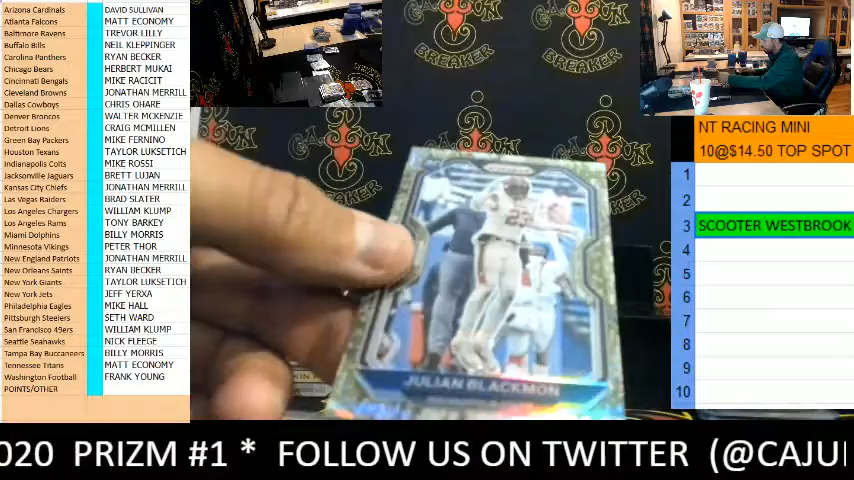 Arizona Cardinals DAVID SULLIVAN
Atlanta Falcons MATT ECONOMY
Baltimore Ravens TREVOR LILLY
Buffalo Bills NEIL KLEPPINGER
Carolina Panthers RYAN BECKER
Chicago Bears HERBERT MUKAI
Cincinnati Bengals MIKE RACICIT
Cleveland Browns JONATHAN MERRILL
Dallas Cowboys CHRIS OHARE
Denver Broncos WALTER MCKENZIE
Detroit Lions CRAIG MCMILLEN
Green Bay Packers MIKE FERNINO
Houston Texans TAYLOR LUKSETICH
Indianapolis Colts MIKE ROSSI
Jacksonville Jaguars BRETT LUJAN
Kansas City Chiefs JONATHAN MERRILL
Las Vegas Raiders BRAD SLATER
Los Angeles Chargers WILLIAM KLUMP
Los Angeles Rams TONY BARKEY
Miami Dolphins BILLY MORRIS
Minnesota Vikings PETER THOR
New England Patriots JONATHAN MERRILL
New Orleans Saints RYAN BECKER
New York Giants TAYLOR LUKSETICH
New York Jets JEFF YERXA
Philadelphia Eagles MIKE HALL
Pittsburgh Steelers SETH WARD
San Francisco 49ers WILLIAM KLUMP
Seattle Seahawks NICK FLEEGE
Tampa Bay Buccaneers BILLY MORRIS
Tennessee Titans MATT ECONOMY
Washington Football FRANK YOUNG
POINTS/OTHER
BREAKER
BREAKER
CAJUN
CAJUN
BREAKER
BREAKER
PRIZM
23
JULIAN BLACKMON
NT RACING MINI
10@$14.50 TOP SPOT
1
2
3 SCOOTER WESTBROOK
4
5
6
7
8
9
10
020 PRIZM #1 * FOLLOW US ON TWITTER (@CAJU